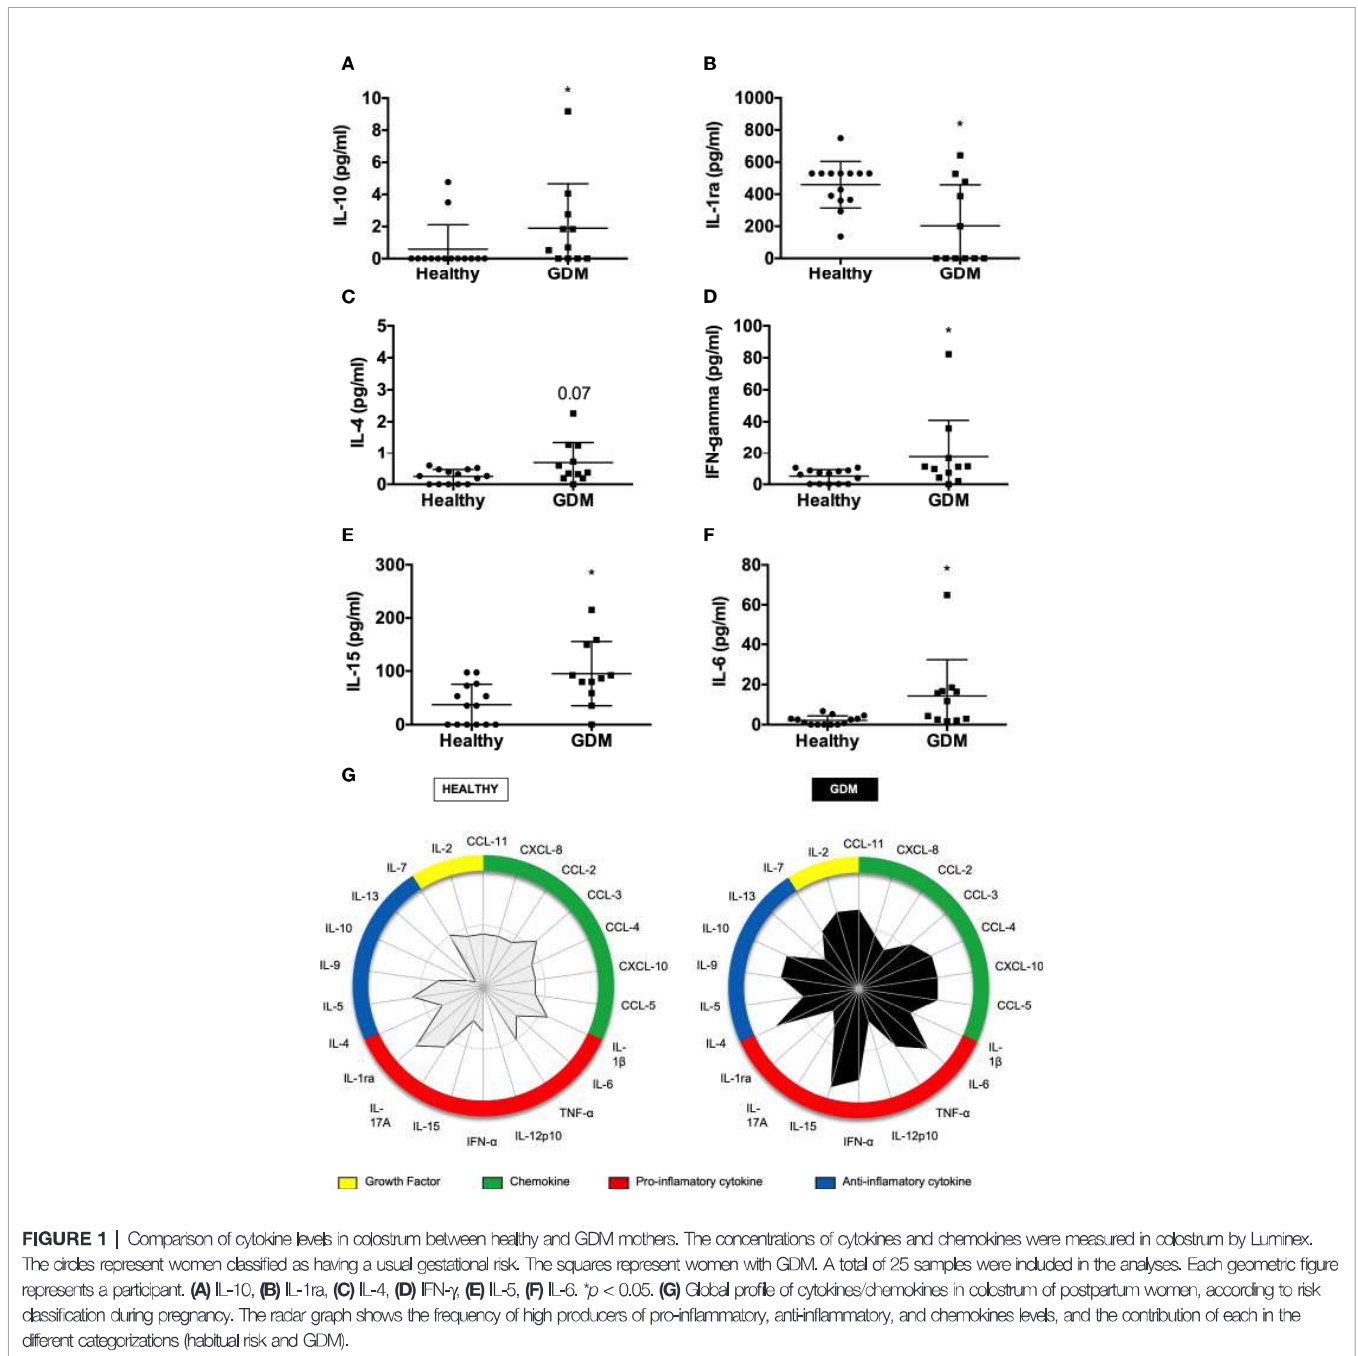 A
B
10
8
6
4
2
0
IL-10 (pg/ml)
*
Healthy
GDM
1000
800
600
400
200
0
IL-1ra (pg/ml)
*
Healthy
GDM
C
D
5
4
3
2
1
0
IL-4 (pg/ml)
0.07
Healthy
GDM
100
80
60
40
20
0
IFN-gamma (pg/ml)
*
Healthy
GDM
E
F
300
200
100
0
IL-15 (pg/ml)
*
Healthy
GDM
80
60
40
20
0
IL-6 (pg/ml)
*
Healthy
GDM
G
HEALTHY
GDM
CCL-11
CXCL-8
CCL-2
CCL-3
CCL-4
CXCL-10
CCL-5
IL-
1β
IL-6
TNF-α
IL-12p10
IFN-α
IL-15
IL-
17A
IL-1ra
IL-4
IL-5
IL-9
IL-10
IL-13
IL-7
IL-2
CCL-11
CXCL-8
CCL-2
CCL-3
CCL-4
CXCL-10
CCL-5
IL-
1β
IL-6
TNF-α
IL-12p10
IFN-α
IL-15
IL-
17A
IL-1ra
IL-4
IL-5
IL-9
IL-10
IL-13
IL-7
IL-2
Growth Factor
Chemokine
Pro-inflamatory cytokine
Anti-inflamatory cytokine
FIGURE 1 | Comparison of cytokine levels in colostrum between healthy and GDM mothers. The concentrations of cytokines and chemokines were measured in colostrum by Luminex.
The circles represent women classified as having a usual gestational risk. The squares represent women with GDM. A total of 25 samples were included in the analyses. Each geometric figure
represents a participant. (A) IL-10, (B) IL-1ra, (C) IL-4, (D) IFN-γ, (E) IL-5, (F) IL-6. *p < 0.05. (G) Global profile of cytokines/chemokines in colostrum of postpartum women, according to risk
classification during pregnancy. The radar graph shows the frequency of high producers of pro-inflammatory, anti-inflammatory, and chemokines levels, and the contribution of each in the
different categorizations (habitual risk and GDM).